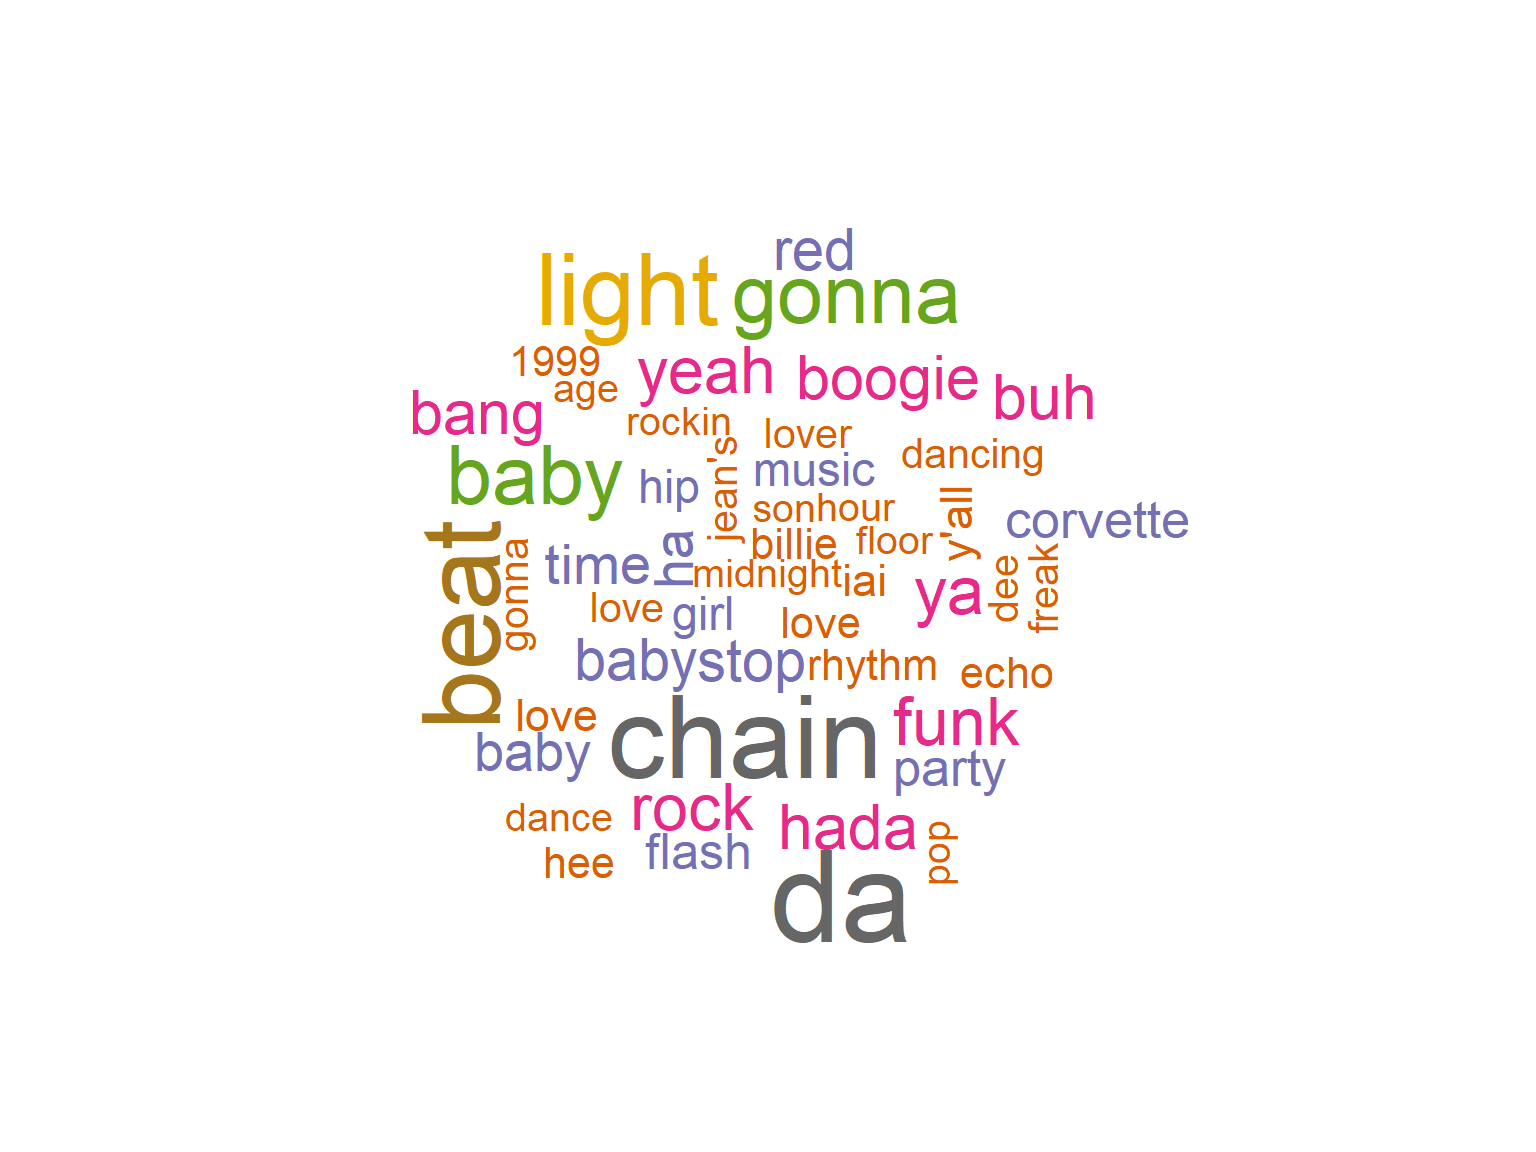 red
light gonna
1999 yeah boogie buh
age
bang rockin lover
dancing
baby hip jean's music
sonhour y'all corvette
beat gonna time ha billie floor
midnight iai ya dee freak
love girl love
baby stop rhythm echo
love chain funk
baby party
dance rock hada pop
hee flash
da